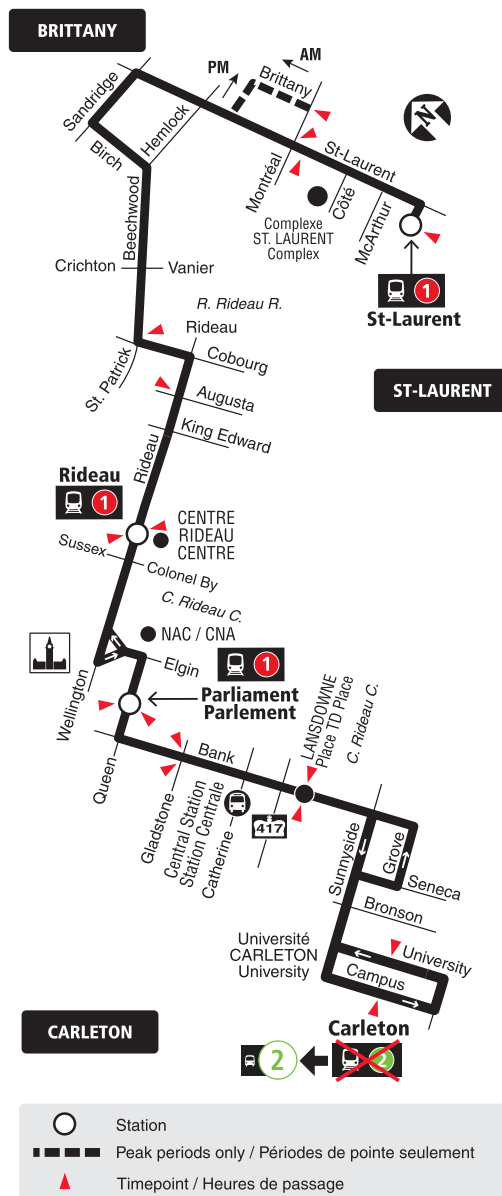 BRITTANY
AM
PM
Brittany
Sandridge
Hemlock
Birch
Montréal
St-Laurent
Côté
McArthur
N
Complexe
ST. LAURENT
Complex
Beechwood
Crichton
Vanier
1
St-Laurent
R. Rideau R.
Rideau
St. Patrick
Cobourg
ST-LAURENT
Augusta
King Edward
Rideau
Rideau
1
CENTRE
RIDEAU
CENTRE
Sussex
Colonel By
C. Rideau C.
NAC / CNA
Elgin
1
Parliament
Parlement
Wellington
Queen
Bank
LANSDOWNE
Place TD Place
C. Rideau C.
Gladstone
Central Station
Station Centrale
Catherine
417
Sunnyside
Grove
Seneca
Bronson
Université
CARLETON
University
University
Campus
CARLETON
Carleton
2
2
Station
Peak periods only / Périodes de pointe seulement
Timepoint / Heures de passage